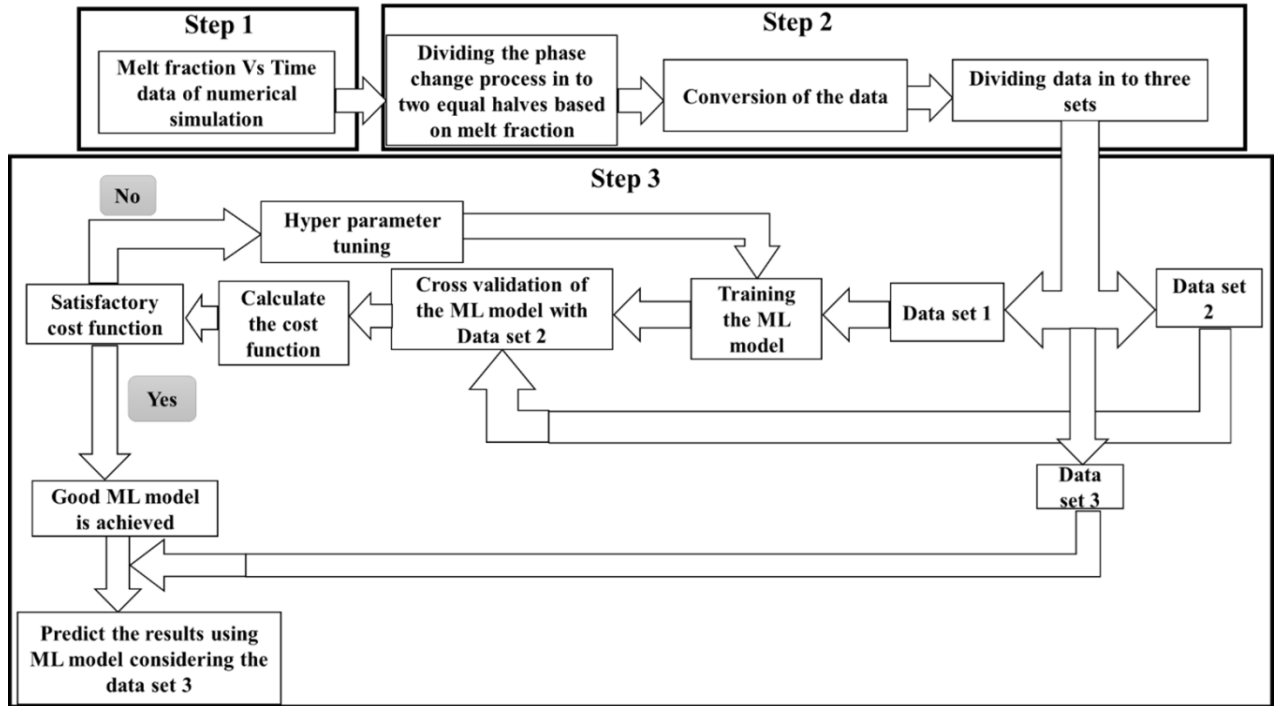 Step 1
Melt fraction Vs Time
data of numerical
simulation
Step 2
Dividing the phase
change process in to
two equal halves based
on melt fraction
Conversion of the data
Dividing data in to three
sets
Step 3
No
Hyper parameter
tuning
Satisfactory
cost function
Calculate
the cost
function
Cross validation
of the ML model with
Data set 2
Training
the ML
model
Data set 1
Data set
2
Yes
Data
set 3
Good ML model
is achieved
Predict the results using
ML model considering the
data set 3